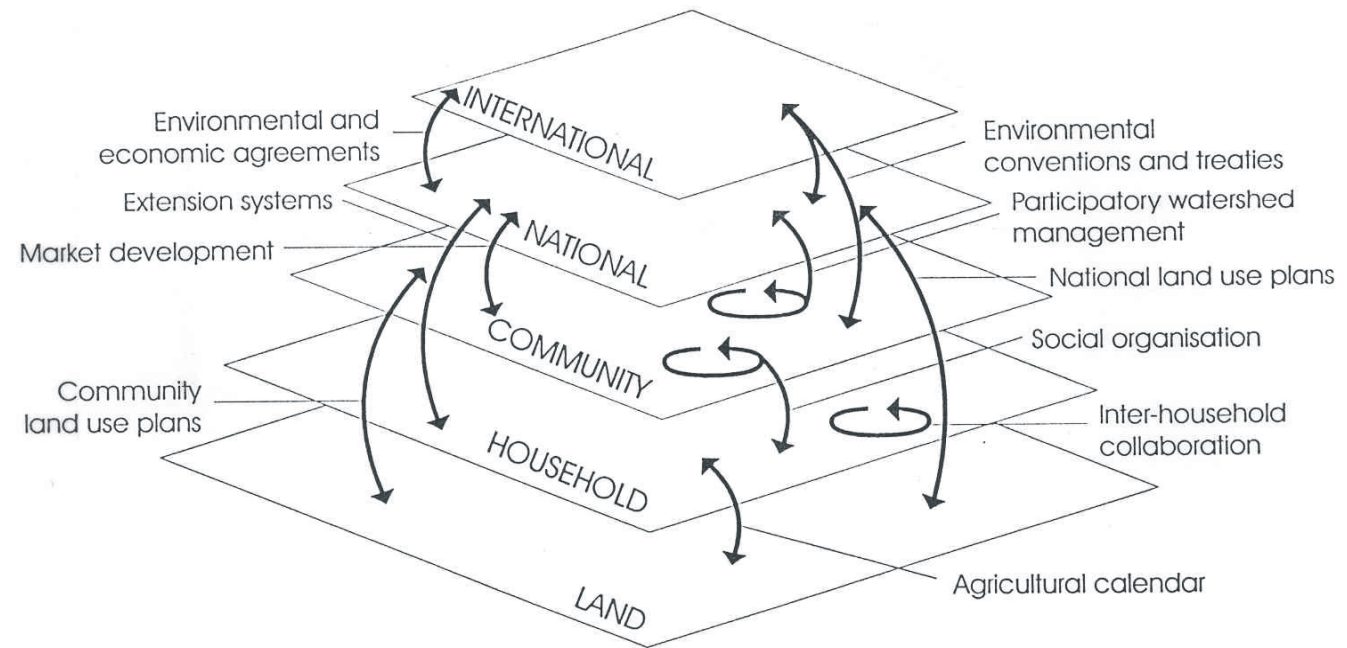 INTERNATIONAL
Environmental and
economic agreements
Environmental
conventions and treaties
Extension systems
Participatory watershed
management
NATIONAL
Market development
National land use plans
COMMUNITY
Social organisation
Community
land use plans
Inter-household
collaboration
HOUSEHOLD
Agricultural calendar
LAND